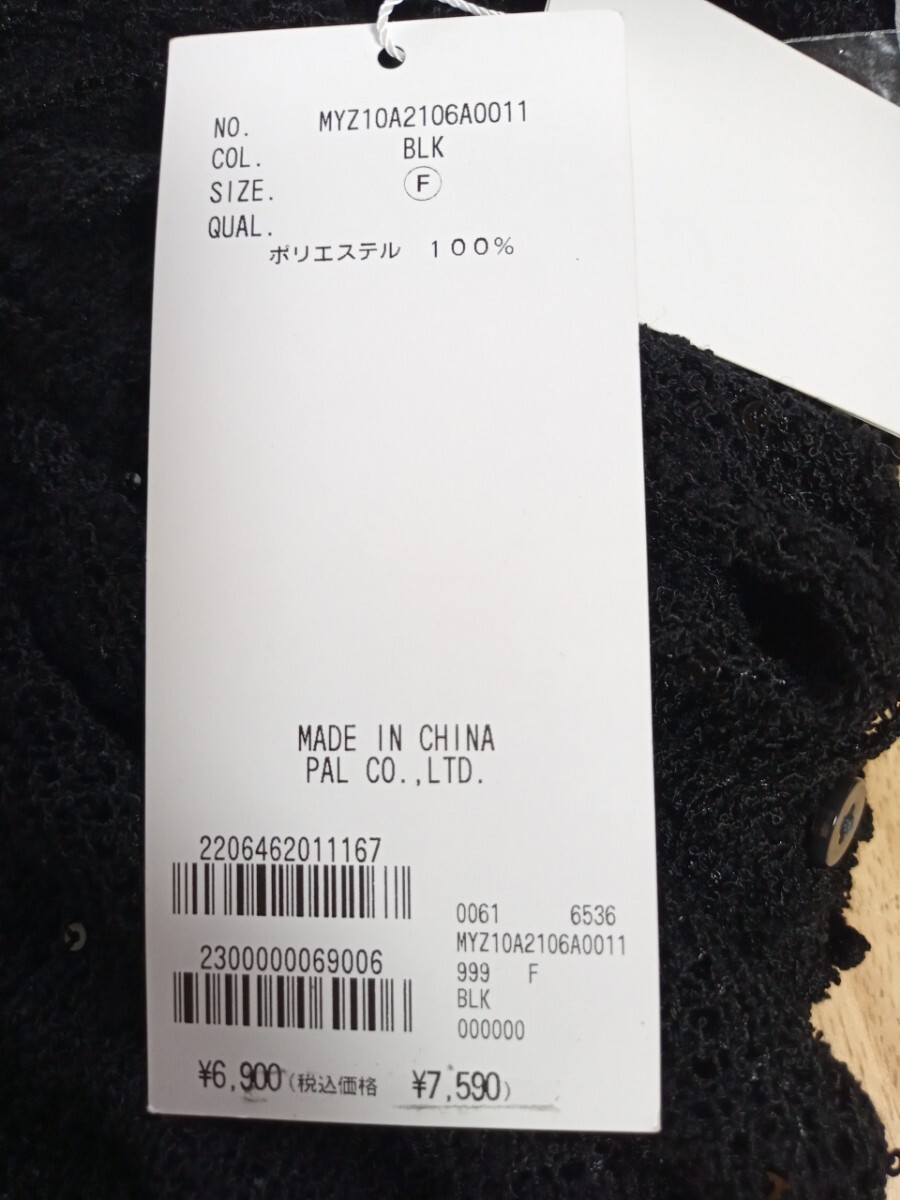 NO. MYZ10A2106A0011
COL. BLK
SIZE. F
QUAL.
ポリエステル 100%
MADE IN CHINA
PAL CO.,LTD.
2206462011167
2300000069006
0061 6536
MYZ10A2106A0011
999 F
BLK
000000
¥6,900(税込価格 ¥7,590)